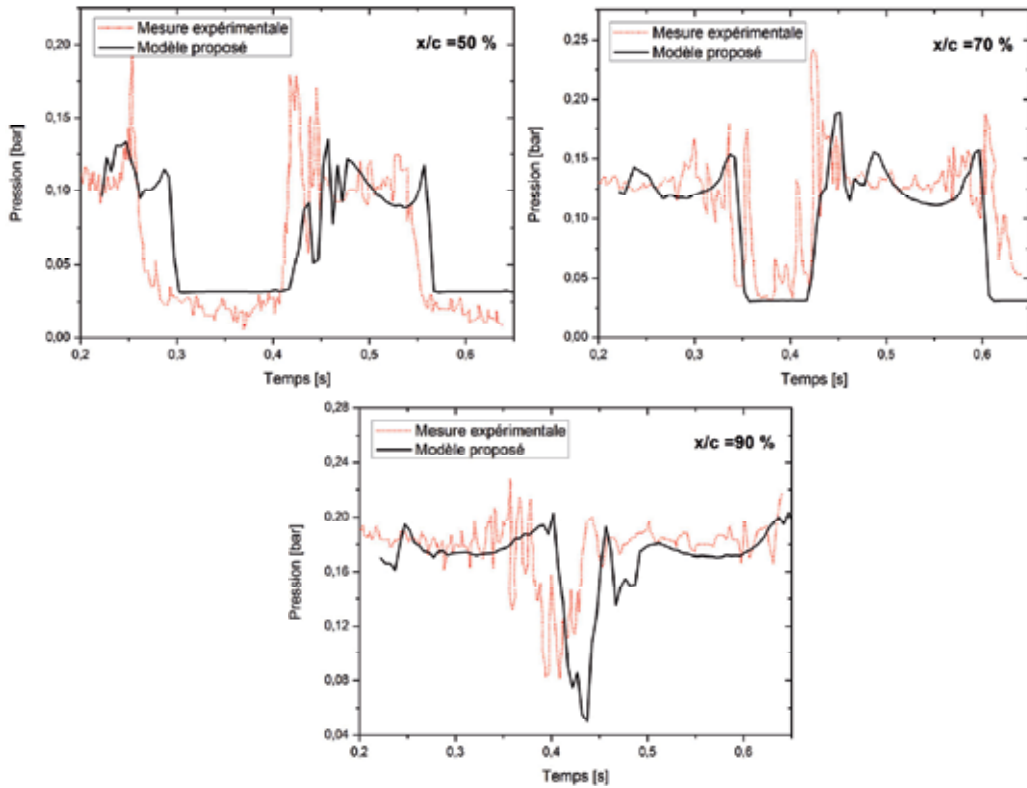 Mesure expérimentale
Modèle proposé
x/c =50 %
Pression [bar]
0,20
0,15
0,10
0,05
0,00
0,2
0,3
0,4
0,5
0,6
Temps [s]
Mesure expérimentale
Modèle proposé
x/c =70 %
Pression [bar]
0,25
0,20
0,15
0,10
0,05
0,00
0,2
0,3
0,4
0,5
0,6
Temps [s]
Mesure expérimentale
Modèle proposé
x/c =90 %
Pression [bar]
0,28
0,24
0,20
0,16
0,12
0,08
0,04
0,2
0,3
0,4
0,5
0,6
Temps [s]